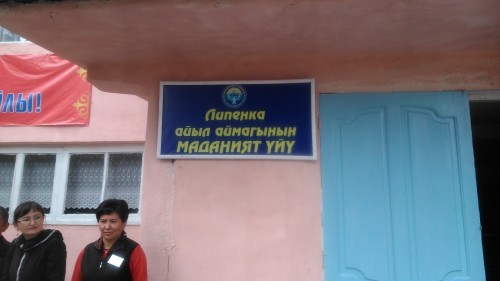 ЛЫ!
Липенка
айыл аймагынын
МАДАНИЯТ ҮЙҮ